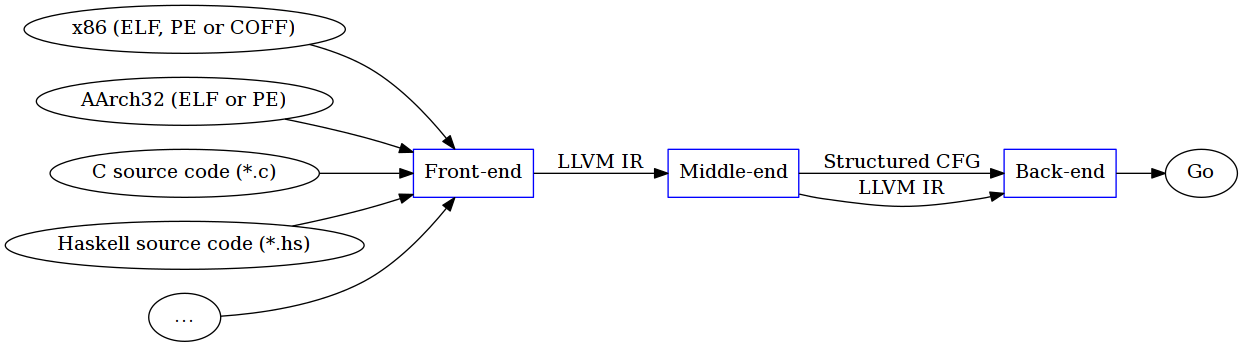 x86 (ELF, PE or COFF)
AArch32 (ELF or PE)
C source code (*.c)
Haskell source code (*.hs)
...
Front-end
LLVM IR
Middle-end
Structured CFG
LLVM IR
Back-end
Go